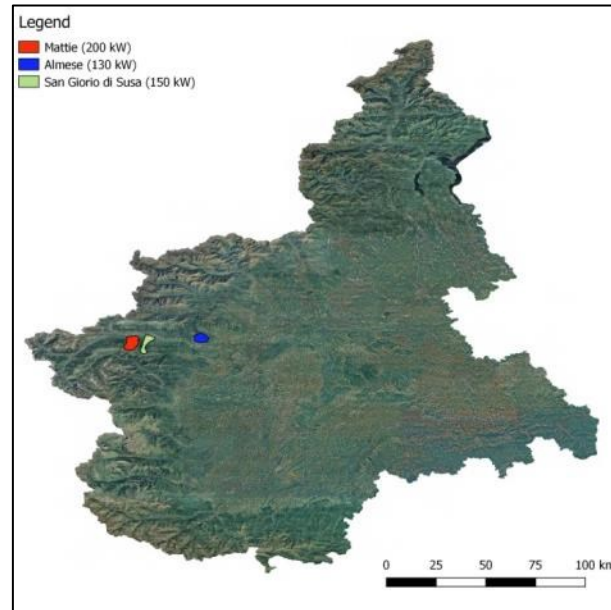 Legend
Mattie (200 kW)
Almese (130 kW)
San Giorio di Susa (150 kW)
0 25 50 75 100 km